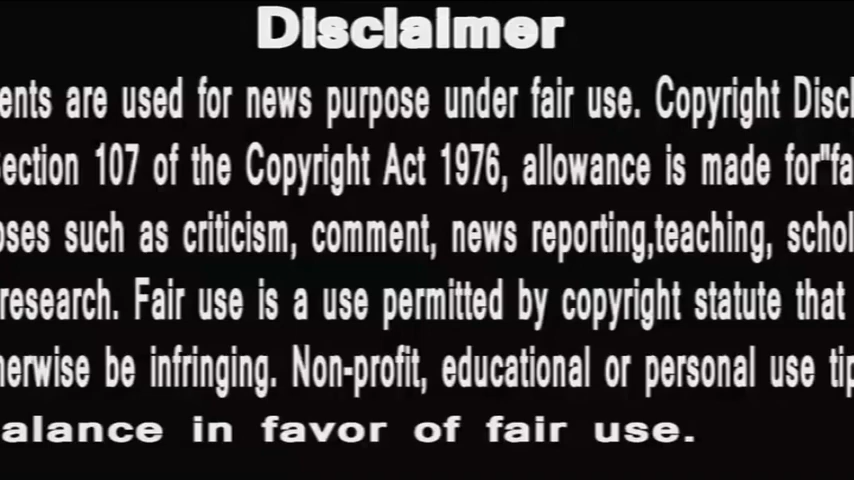 Disclaimer
ents are used for news purpose under fair use. Copyright Discl
ection 107 of the Copyright Act 1976, allowance is made for"fa
oses such as criticism, comment, news reporting,teaching, schol
research. Fair use is a use permitted by copyright statute that
herwise be infringing. Non-profit, educational or personal use tip
alance in favor of fair use.